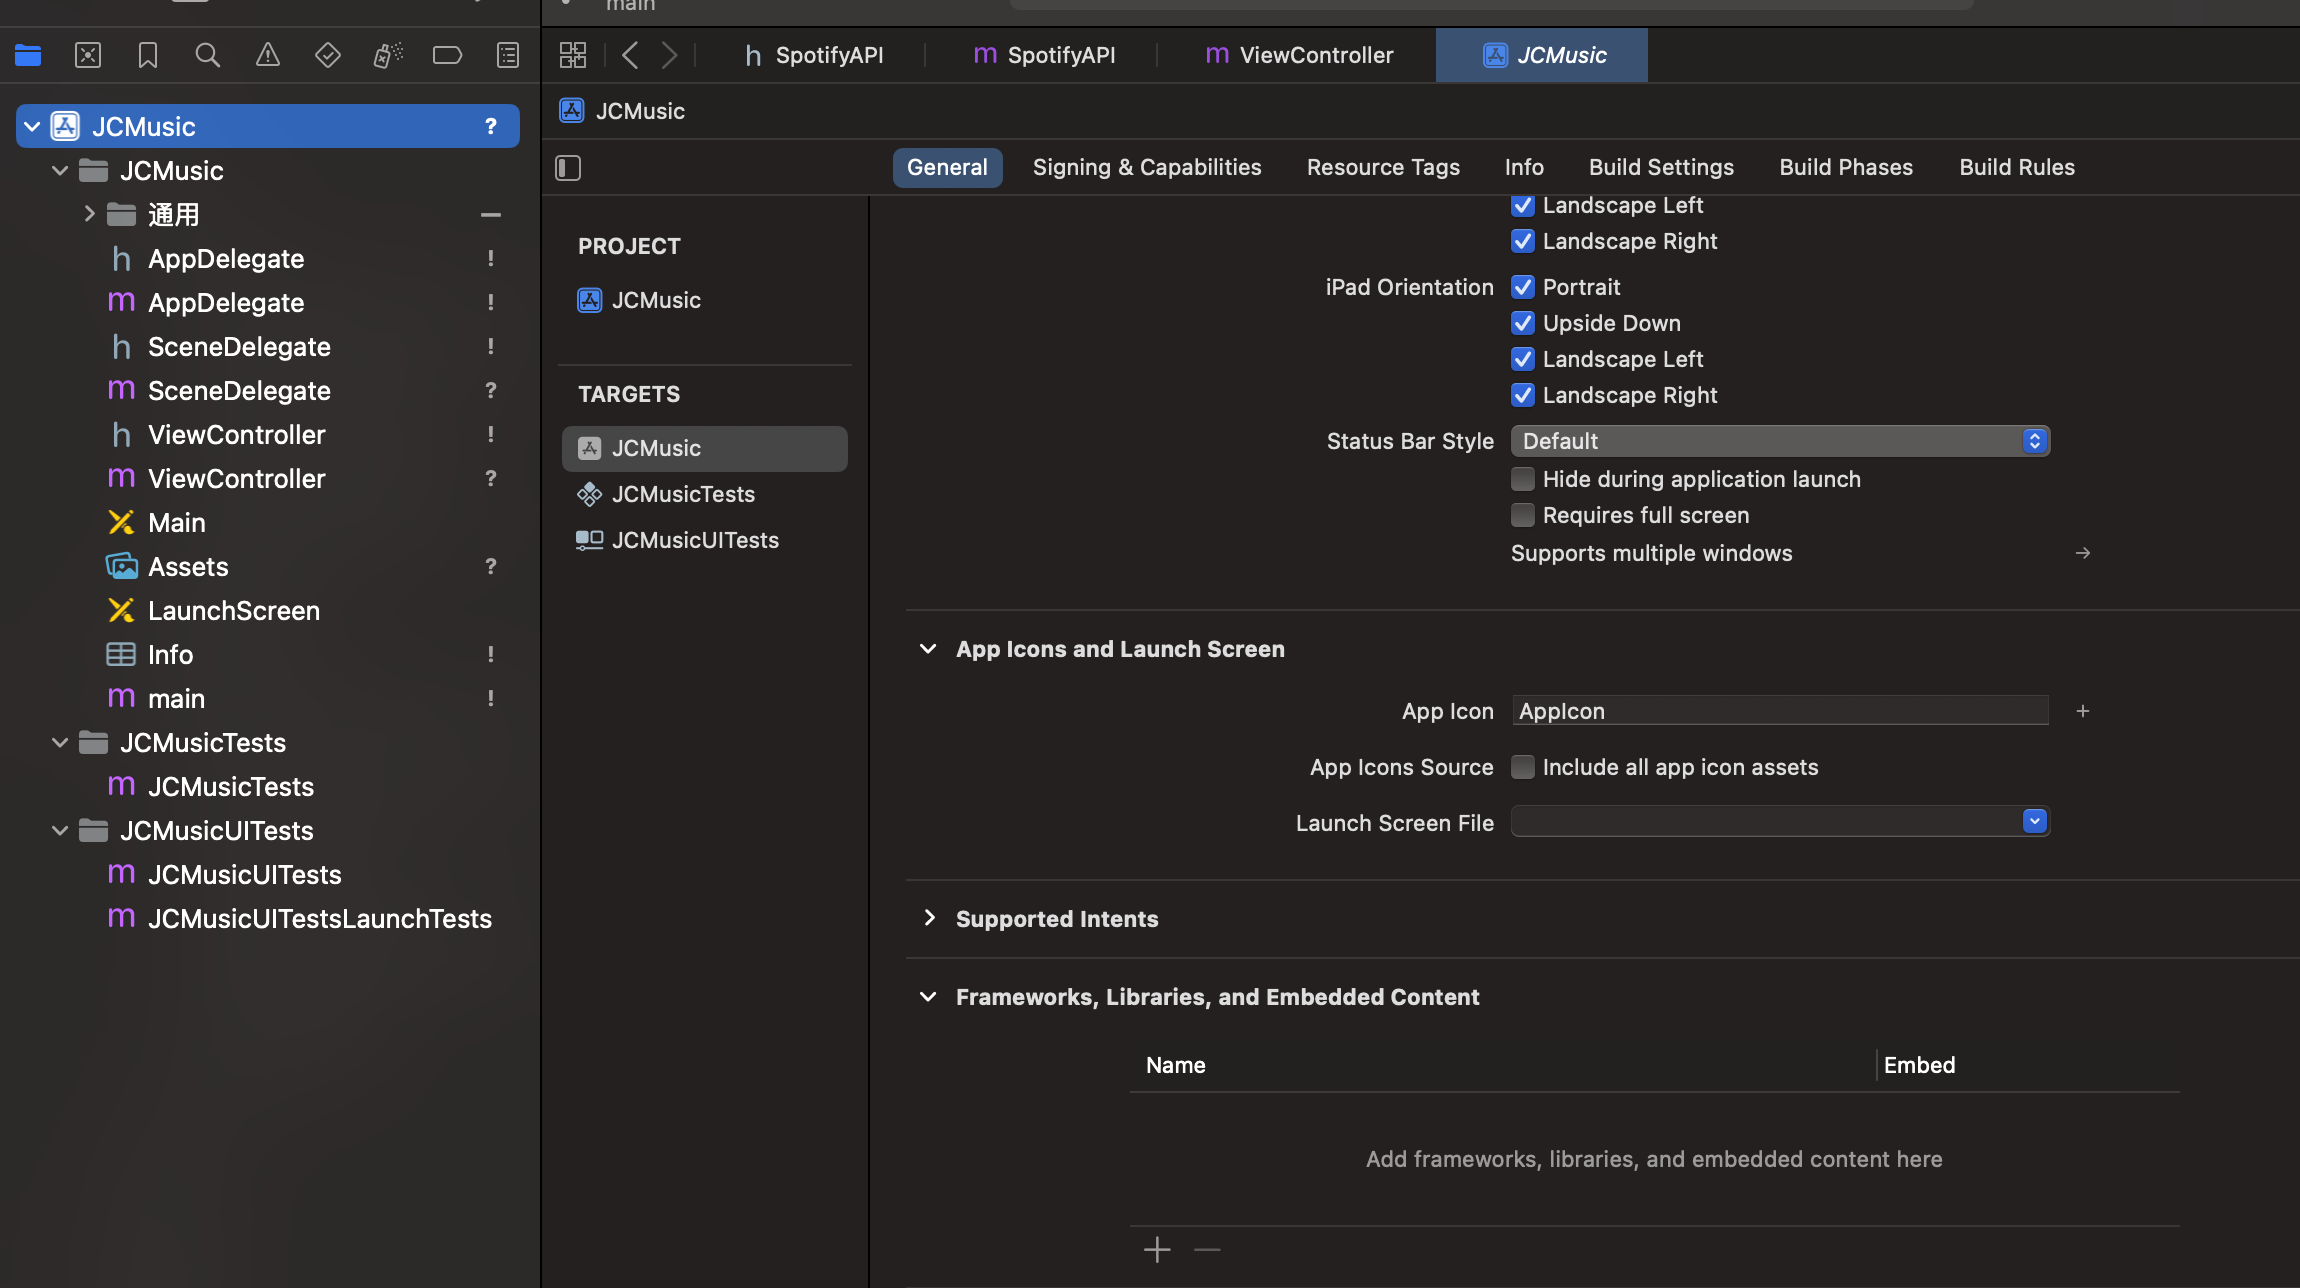 main
SpotifyAPI
SpotifyAPI
ViewController
JCMusic
JCMusic
General
Signing & Capabilities
Resource Tags
Info
Build Settings
Build Phases
Build Rules
JCMusic ?
JCMusic
通用
AppDelegate !
AppDelegate !
SceneDelegate !
SceneDelegate ?
ViewController !
ViewController ?
Main
Assets ?
LaunchScreen
Info !
main !
JCMusicTests
JCMusicTests
JCMusicUITests
JCMusicUITests
JCMusicUITestsLaunchTests
PROJECT
JCMusic
TARGETS
JCMusic
JCMusicTests
JCMusicUITests
Landscape Left
Landscape Right
iPad Orientation
Portrait
Upside Down
Landscape Left
Landscape Right
Status Bar Style
Default
Hide during application launch
Requires full screen
Supports multiple windows
App Icons and Launch Screen
App Icon
AppIcon
App Icons Source
Include all app icon assets
Launch Screen File
Supported Intents
Frameworks, Libraries, and Embedded Content
Name
Embed
Add frameworks, libraries, and embedded content here